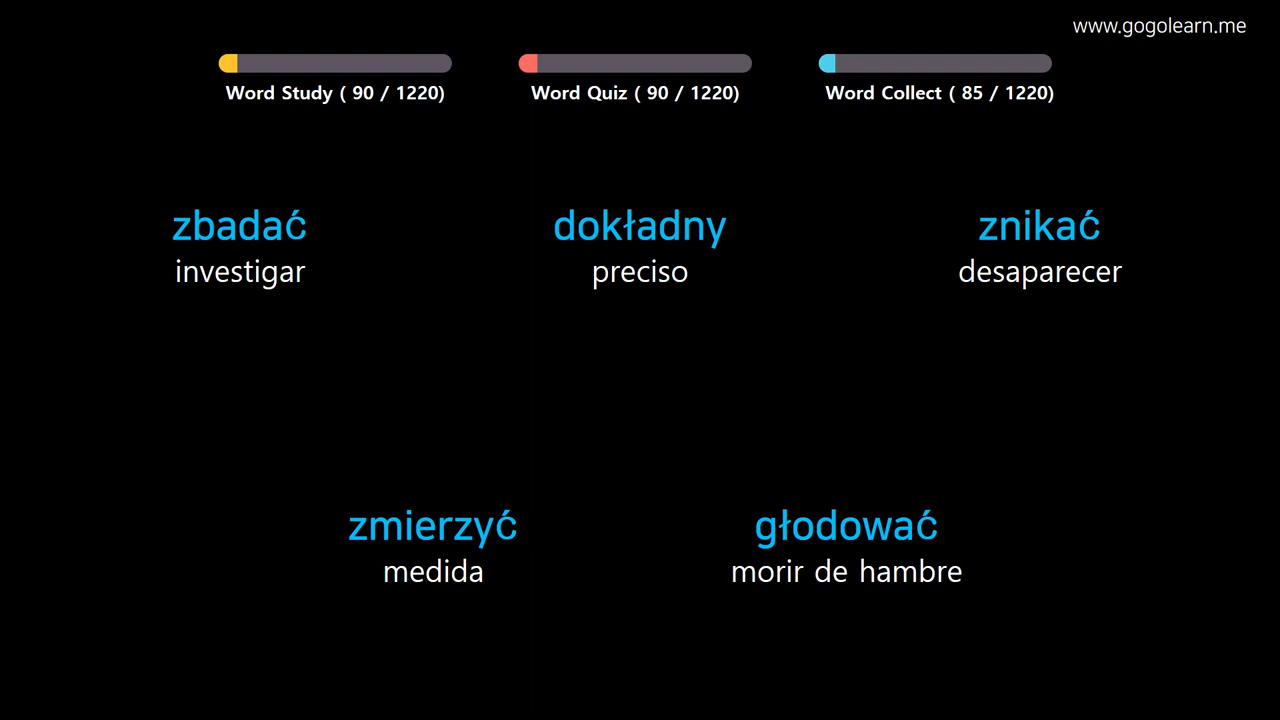 www.gogolearn.me
Word Study ( 90 / 1220)
Word Quiz ( 90 / 1220)
Word Collect ( 85 / 1220)
zbadać
investigar
dokładny
preciso
znikać
desaparecer
zmierzyć
medida
głodować
morir de hambre